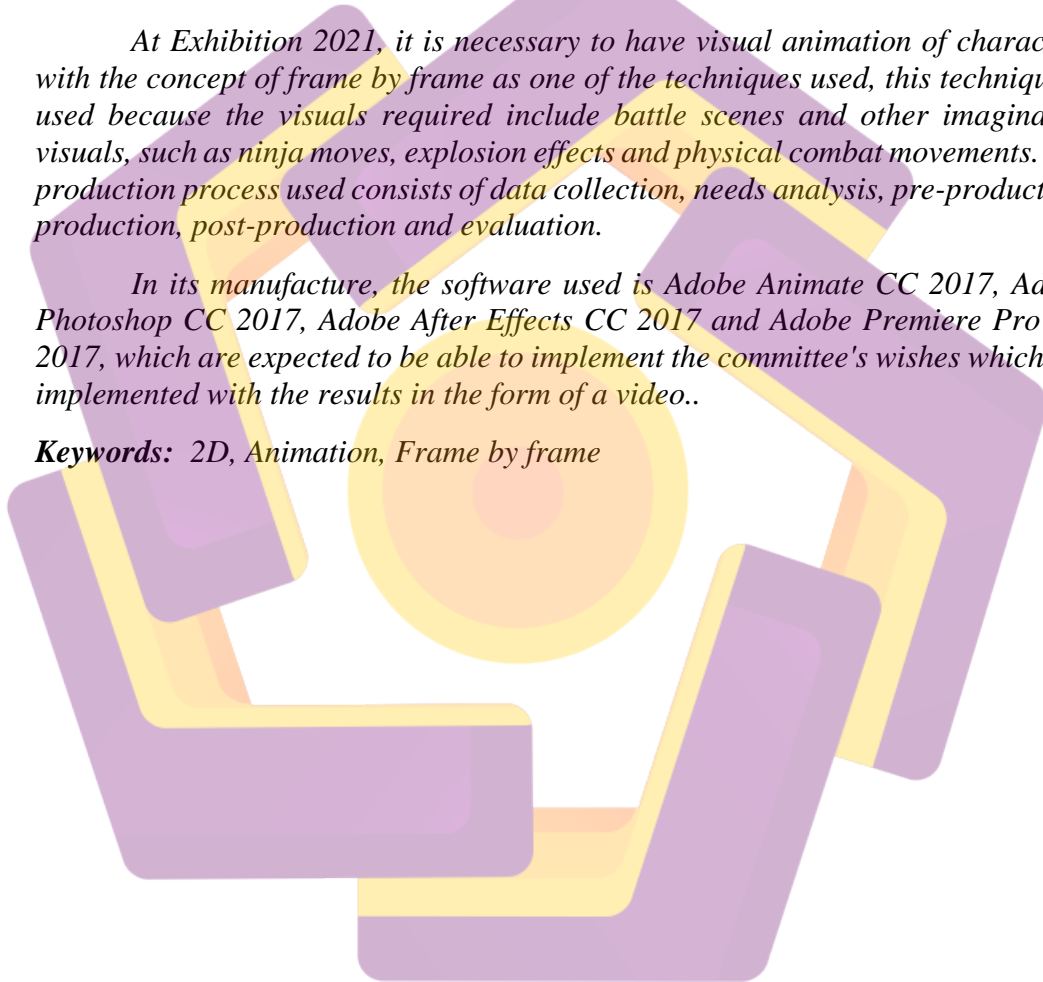 At Exhibition 2021, it is necessary to have visual animation of charac
with the concept of frame by frame as one of the techniques used, this techniqu
used because the visuals required include battle scenes and other imagina
visuals, such as ninja moves, explosion effects and physical combat movements.
production process used consists of data collection, needs analysis, pre-product
production, post-production and evaluation.
In its manufacture, the software used is Adobe Animate CC 2017, Ad
Photoshop CC 2017, Adobe After Effects CC 2017 and Adobe Premiere Pro
2017, which are expected to be able to implement the committee's wishes which
implemented with the results in the form of a video..
Keywords: 2D, Animation, Frame by frame